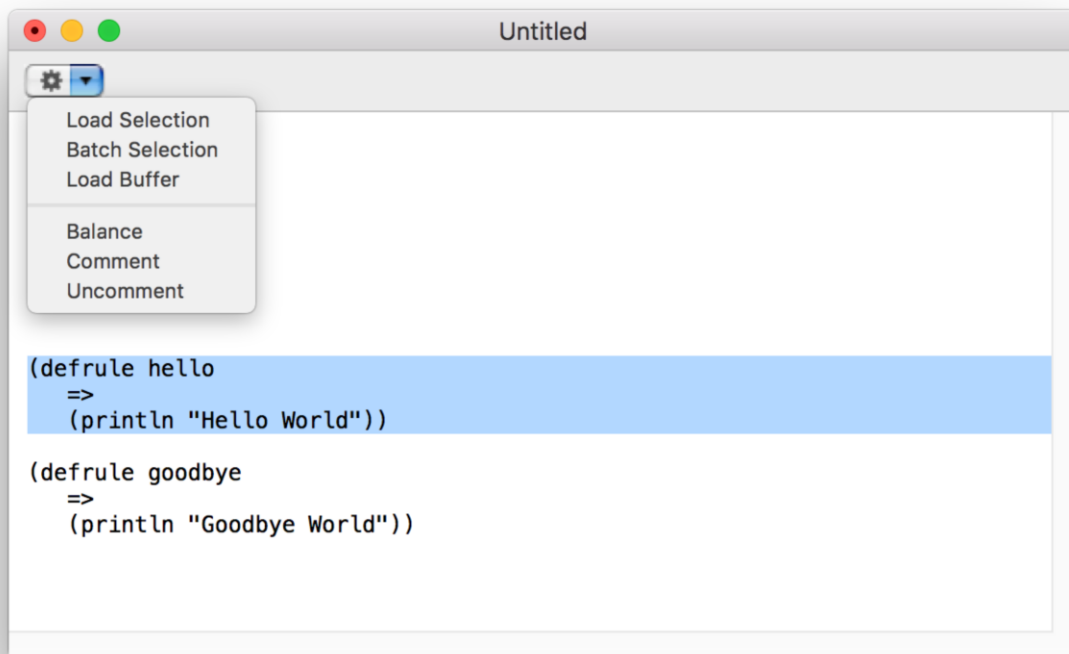 Untitled
Load Selection
Batch Selection
Load Buffer
Balance
Comment
Uncomment
(defrule hello
   =>
   (println "Hello World"))
(defrule goodbye
   =>
   (println "Goodbye World"))